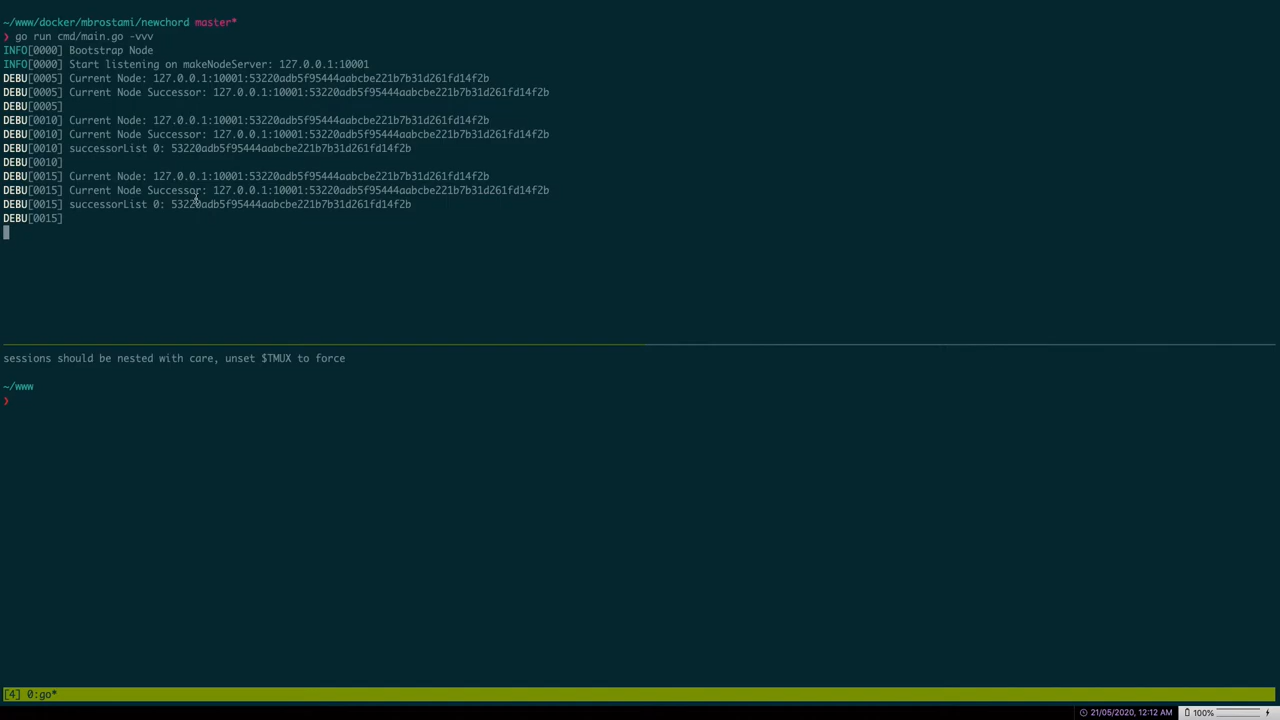 ~/www/docker/mbrostami/newchord master*
❯ go run cmd/main.go -vvv
INFO[0000] Bootstrap Node
INFO[0000] Start listening on makeNodeServer: 127.0.0.1:10001
DEBU[0005] Current Node: 127.0.0.1:10001:53220adb5f95444aabcbe221b7b31d261fd14f2b
DEBU[0005] Current Node Successor: 127.0.0.1:10001:53220adb5f95444aabcbe221b7b31d261fd14f2b
DEBU[0005]
DEBU[0010] Current Node: 127.0.0.1:10001:53220adb5f95444aabcbe221b7b31d261fd14f2b
DEBU[0010] Current Node Successor: 127.0.0.1:10001:53220adb5f95444aabcbe221b7b31d261fd14f2b
DEBU[0010] successorList 0: 53220adb5f95444aabcbe221b7b31d261fd14f2b
DEBU[0010]
DEBU[0015] Current Node: 127.0.0.1:10001:53220adb5f95444aabcbe221b7b31d261fd14f2b
DEBU[0015] Current Node Successor: 127.0.0.1:10001:53220adb5f95444aabcbe221b7b31d261fd14f2b
DEBU[0015] successorList 0: 53220adb5f95444aabcbe221b7b31d261fd14f2b
DEBU[0015]
sessions should be nested with care, unset $TMUX to force
~/www
❯
[4] 0:go*
21/05/2020, 12:12 AM 100%